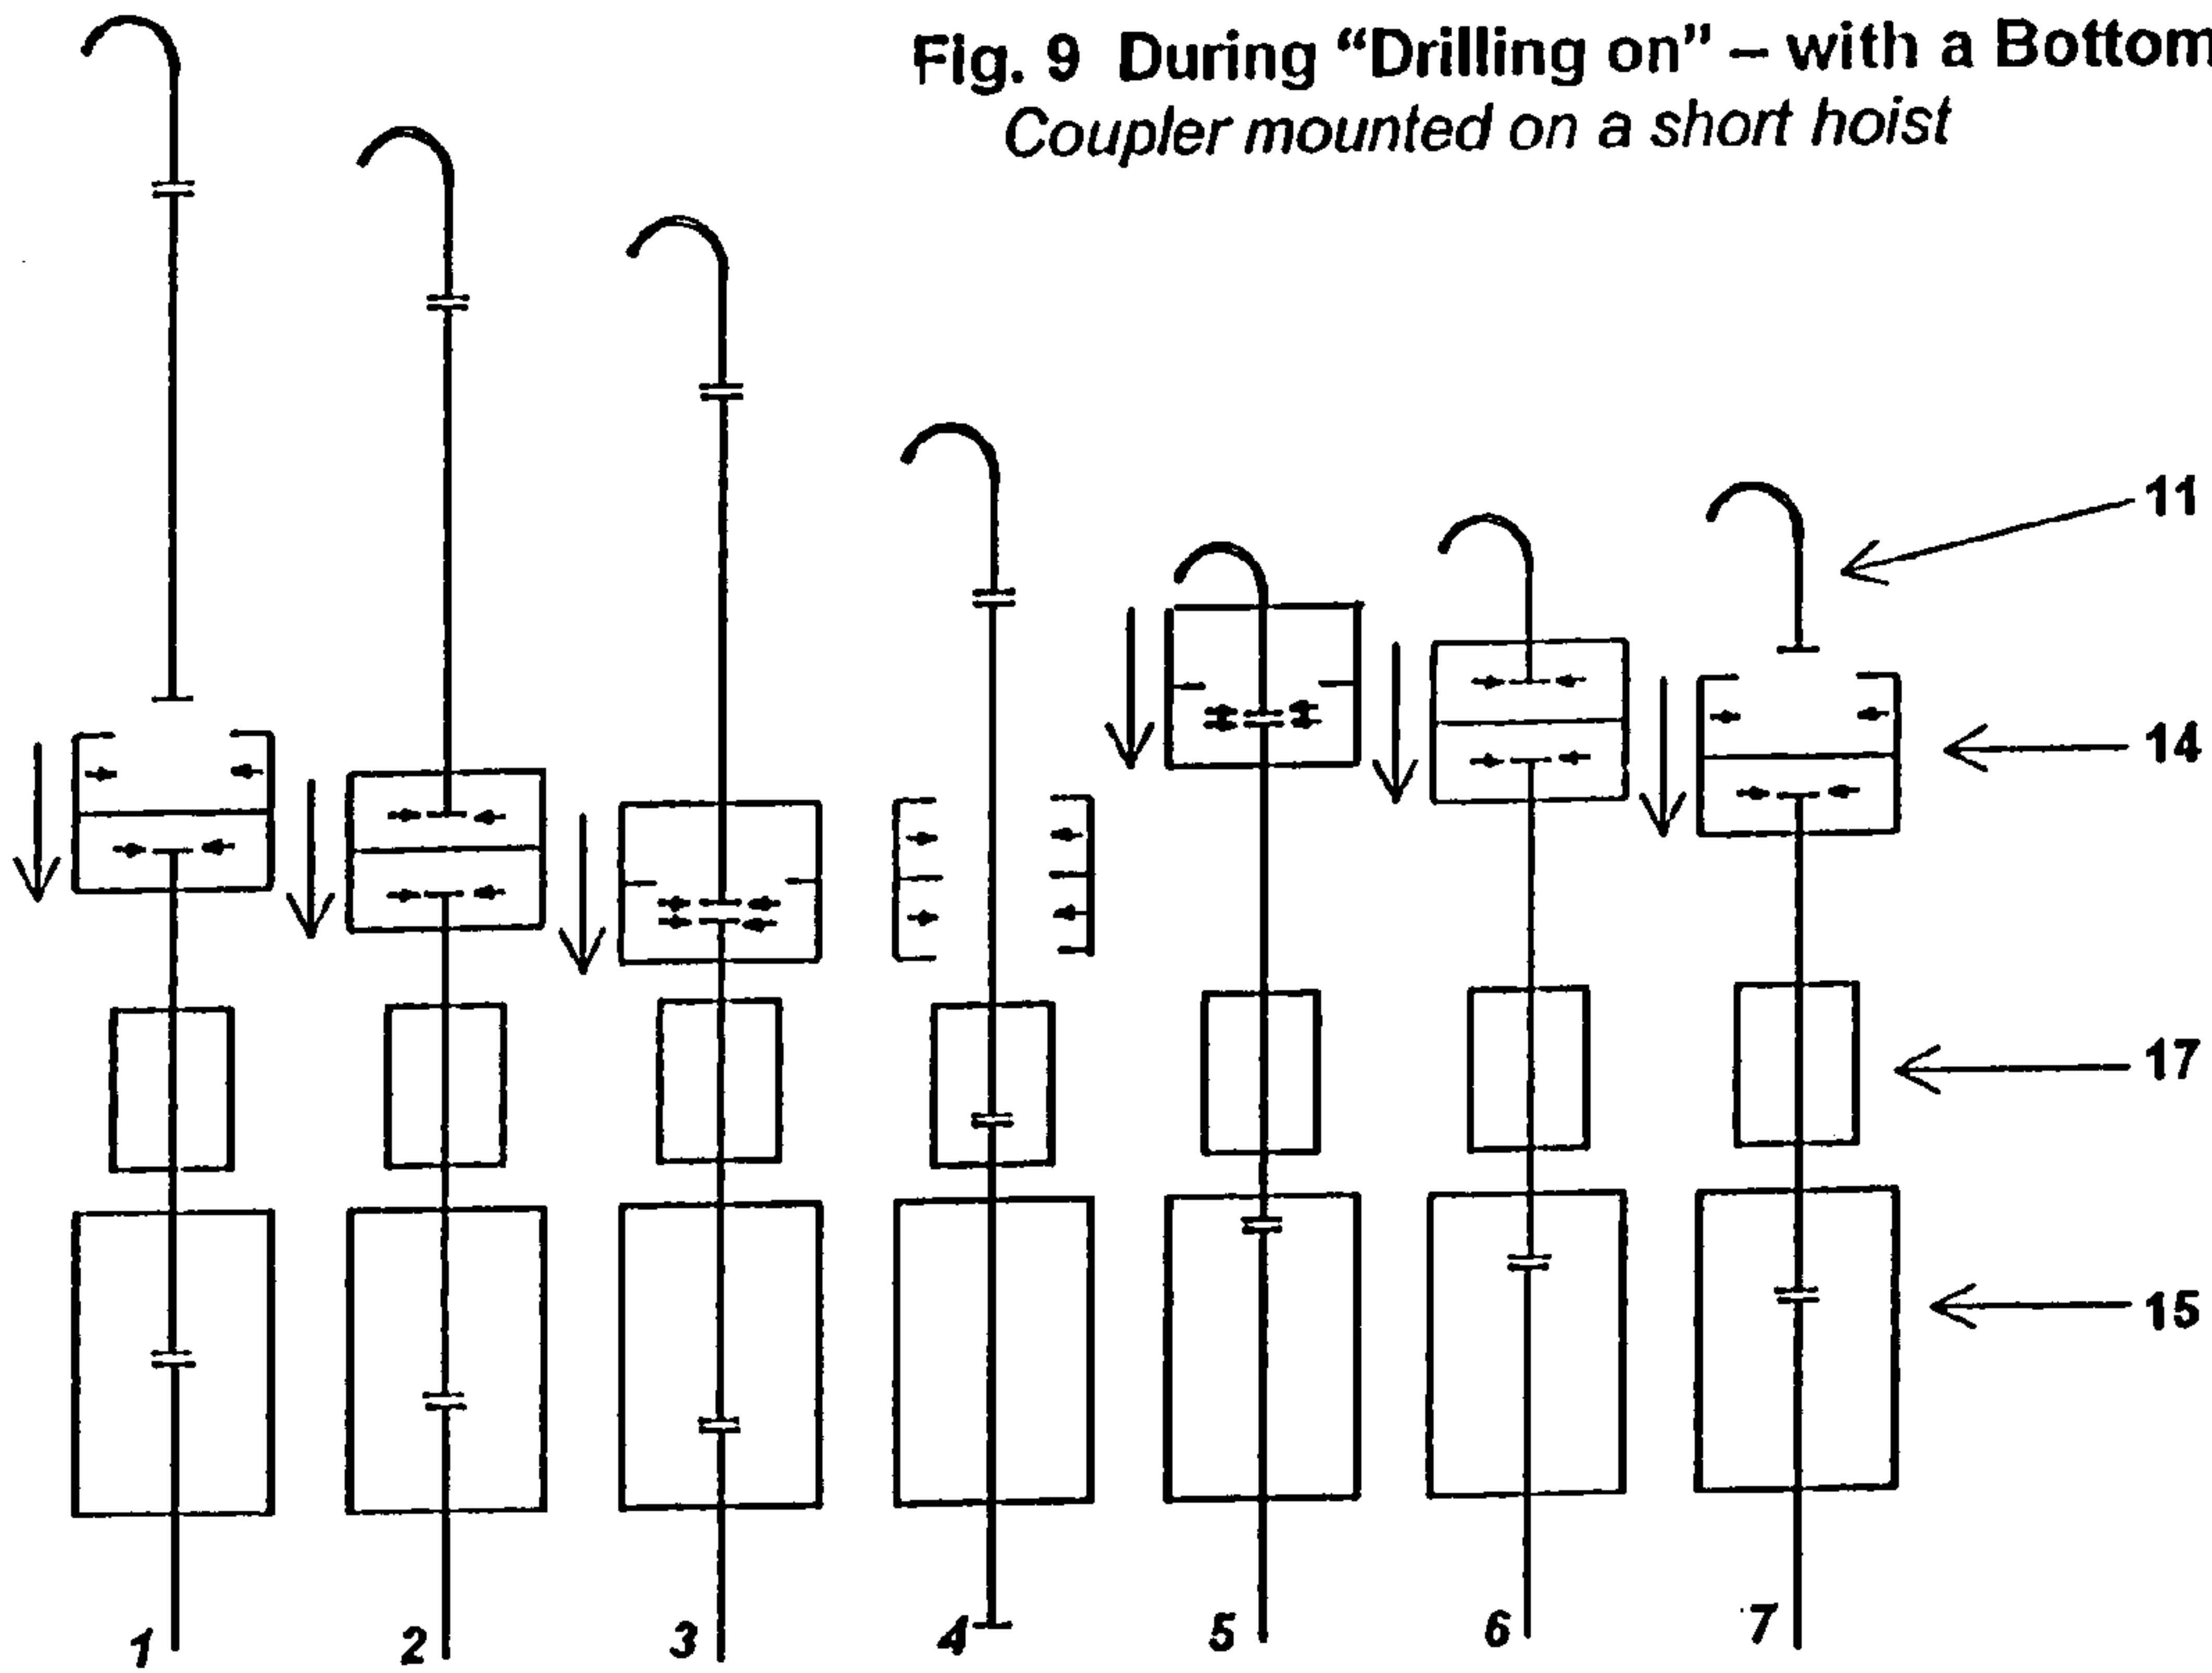 Fig. 9 During “Drilling on” – with a Bottom
Coupler mounted on a short hoist
11
14
17
15
1 2 3 4 5 6 7